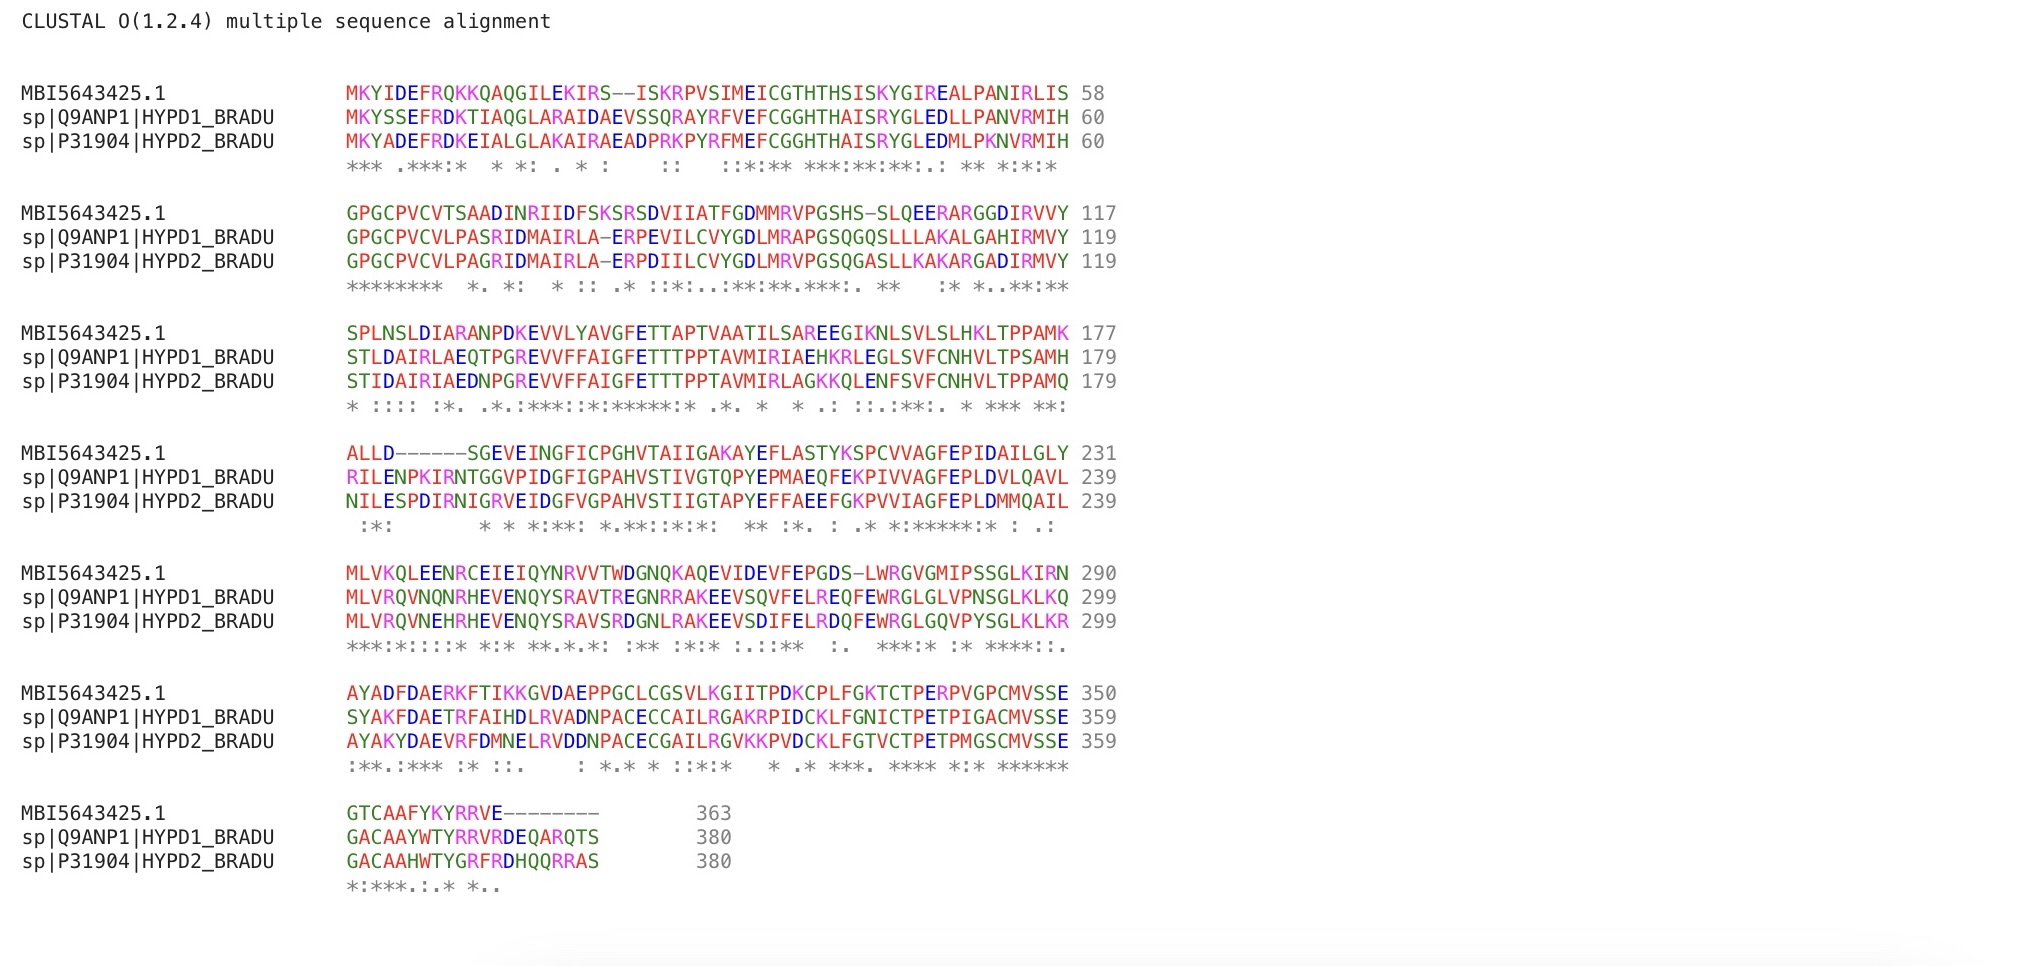 CLUSTAL O(1.2.4) multiple sequence alignment
MBI5643425.1 MKYIDEFRQKKQAQGILEKIRS--ISKRPVSIMEICGTHTHSISKYGIREALPANIRLIS 58
sp|Q9ANP1|HYPD1_BRADU MKYSSEFRDKTIAQGLARAIDAEVSSQRAYRFVEFCGGHTHAISRYGLEDLLPANVRMIH 60
sp|P31904|HYPD2_BRADU MKYADEFRDKEIALGLAKAIRAEADPRKPYRFMEFCGGHTHAISRYGLEDMLPKNVRMIH 60
*** .***:*  * *: . * :    ::   ::*:** ***:**:**:.: ** *:*:*
MBI5643425.1 GPGCPVCVTSAADINRIIDFSKSRSDVIIATFGDMMRVPGSHS-SLQEERARGGDIRVVY 117
sp|Q9ANP1|HYPD1_BRADU GPGCPVCVLPASRIDMAIRLA-ERPEVILCVYGDLMRAPGSQGQSLLLAKALGAHIRMVY 119
sp|P31904|HYPD2_BRADU GPGCPVCVLPAGRIDMAIRLA-ERPDIILCVYGDLMRVPGSQGASLLKAKARGADIRMVY 119
********  *. *:  * :: .* ::*:..:**:**.***:. **   :* *..**:**
MBI5643425.1 SPLNSLDIARANPDKEVVLYAVGFETTAPTVAATILSAREEGIKNLSVLSLHKLTPPAMK 177
sp|Q9ANP1|HYPD1_BRADU STLDAIRLAEQTPGREVVFFAIGFETTTPPTAVMIRIAEHKRLEGLSVFCNHVLTPSAMH 179
sp|P31904|HYPD2_BRADU STIDAIRIAEDNPGREVVFFAIGFETTTPPTAVMIRLAGKKQLENFSVFCNHVLTPPAMQ 179
* :::: :*. .*.:***::*:*****:* .*. *  * .: ::.:**:. * *** **:
MBI5643425.1 ALLD------SGEVEINGFICPGHVTAIIGAKAYEFLASTYKSPCVVAGFEPIDAILGLY 231
sp|Q9ANP1|HYPD1_BRADU RILENPKIRNTGGVPIDGFIGPAHVSTIVGTQPYEPMAEQFEKPIVVAGFEPLDVLQAVL 239
sp|P31904|HYPD2_BRADU NILESPDIRNIGRVEIDGFVGPAHVSTIIGTAPYEFFAEEFGKPVVIAGFEPLDMMQAIL 239
:*:       * * *:**: *.**::*:*:  ** :*. : .* *:*****:* : .:
MBI5643425.1 MLVKQLEENRCEIEIQYNRVVTWDGNQKAQEVIDEVFEPGDS-LWRGVGMIPSSGLKIRN 290
sp|Q9ANP1|HYPD1_BRADU MLVRQVNQNRHEVENQYSRAVTREGNRRAKEEVSQVFELREQFEWRGLGLVPNSGLKLKQ 299
sp|P31904|HYPD2_BRADU MLVRQVNEHRHEVENQYSRAVSRDGNLRAKEEVSDIFELRDQFEWRGLGQVPYSGLKLKR 299
***:*::::* *:* **.*.*: :** :*:* :.::**  :.  ***:* :* ****::.
MBI5643425.1 AYADFDAERKFTIKKGVDAEPPGCLCGSVLKGIITPDKCPLFGKTCTPERPVGPCMVSSE 350
sp|Q9ANP1|HYPD1_BRADU SYAKFDAETRFAIHDLRVADNPACECCAILRGAKRPIDCKLFGNICTPETPIGACMVSSE 359
sp|P31904|HYPD2_BRADU AYAKYDAEVRFDMNELRVDDNPACECGAILRGVKKPVDCKLFGTVCTPETPMGSCMVSSE 359
:**.:*** :* ::.    : *.* * ::*:*   * .* ***. **** *:* ******
MBI5643425.1 GTCAAFYKYRRVE-------- 363
sp|Q9ANP1|HYPD1_BRADU GACAAYWTYRRVRDEQARQTS 380
sp|P31904|HYPD2_BRADU GACAAHWTYGRFRDHQQRRAS 380
*:***.:.* *..